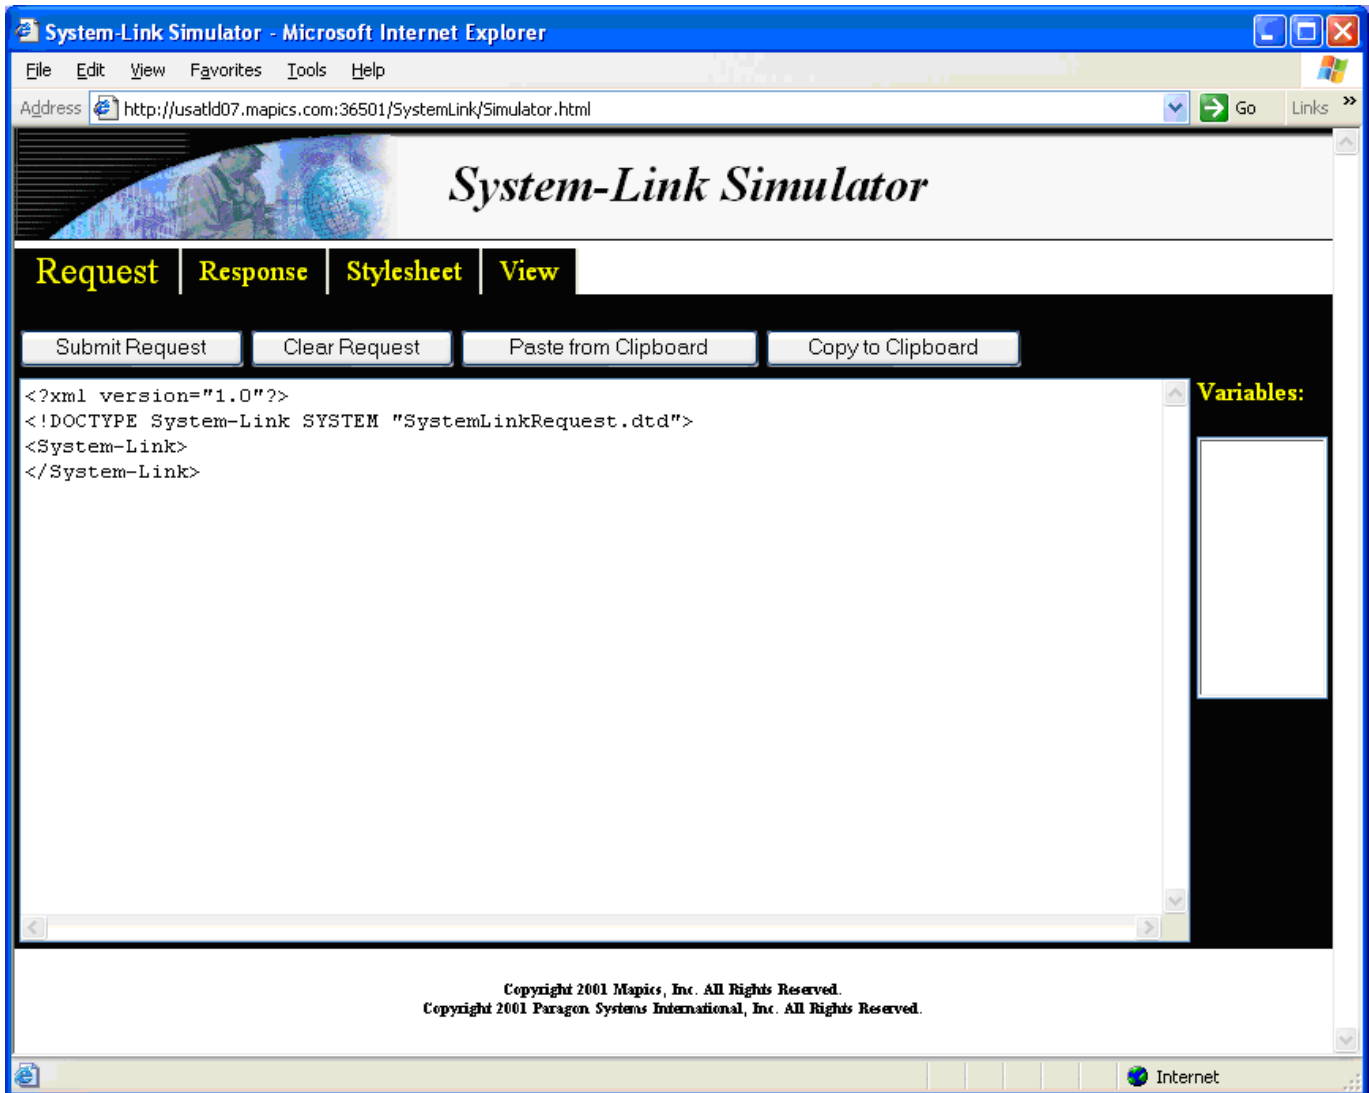 System-Link Simulator - Microsoft Internet Explorer
File Edit View Favorites Tools Help
Address http://usatld07.mapics.com:36501/SystemLink/Simulator.html Go Links »
System-Link Simulator
Request Response Stylesheet View
Submit Request Clear Request Paste from Clipboard Copy to Clipboard
<?xml version="1.0"?>
<!DOCTYPE System-Link SYSTEM "SystemLinkRequest.dtd">
<System-Link>
</System-Link>
Variables:
Copyright 2001 Mapics, Inc. All Rights Reserved.
Copyright 2001 Paragon Systems International, Inc. All Rights Reserved.
Internet